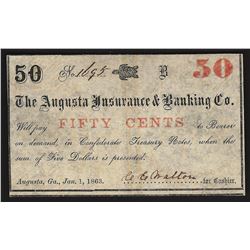 50 No. 1695 B 50
The Augusta Insurance & Banking Co.
Will pay FIFTY CENTS to Bearer
on demand, in Confederate Treasury Notes, when the
sum of Five Dollars is presented.
Augusta, Ga., Jan. 1, 1863. C C Walton for Cashier.